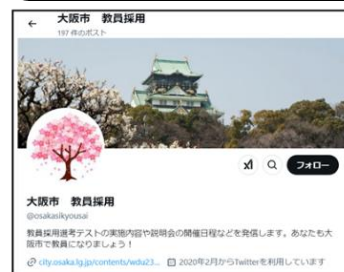 大阪市 教員採用
197 件のポスト
フォロー
大阪市 教員採用
@osakasikyousai
教員採用選考テストの実施内容や説明会の開催日程などを発信します。あなたも大
阪市で教員になりましょう！
city.osaka.lg.jp/contents/wdu23... 2020年2月からTwitterを利用しています